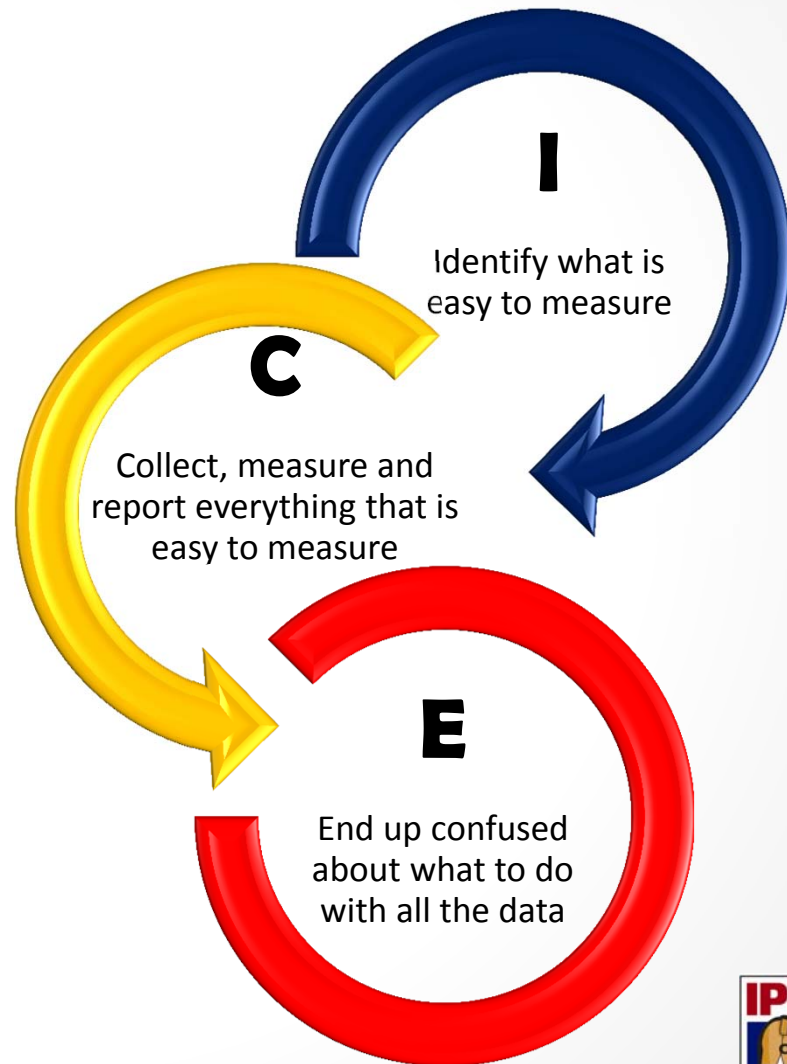 I
Identify what is
easy to measure
C
Collect, measure and
report everything that is
easy to measure
E
End up confused
about what to do
with all the data
IP